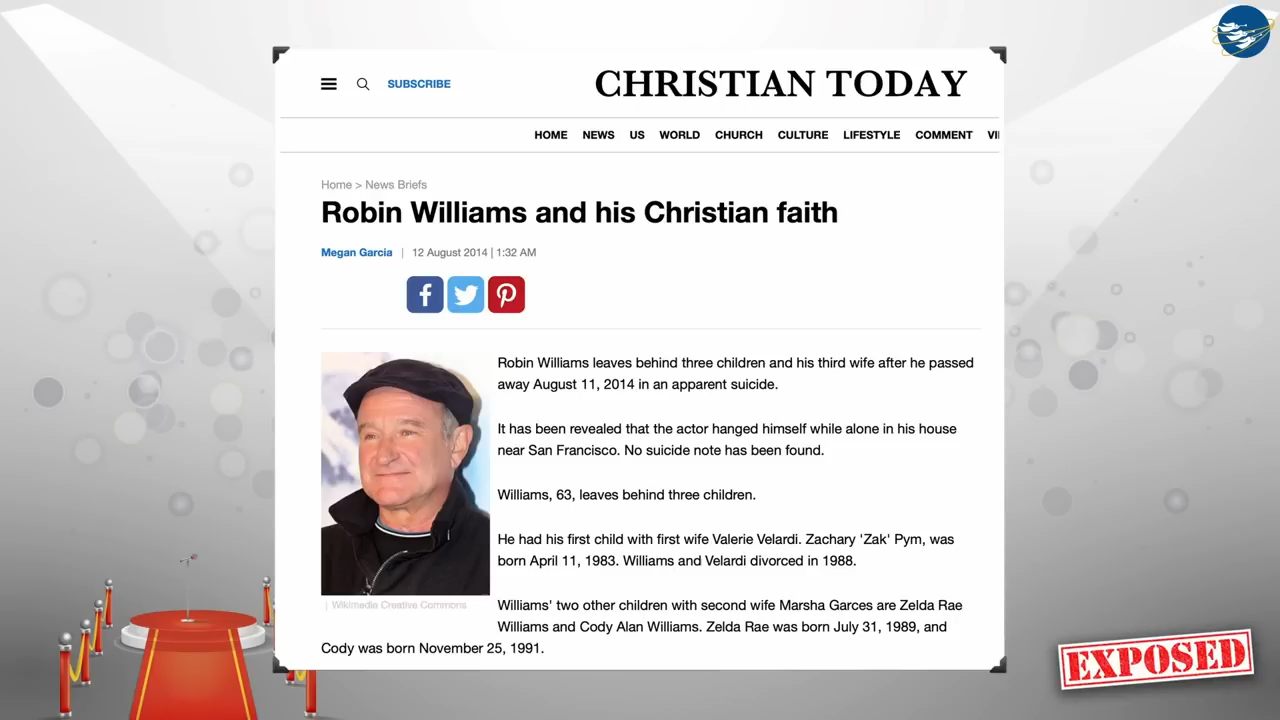 SUBSCRIBE
CHRISTIAN TODAY
HOME NEWS US WORLD CHURCH CULTURE LIFESTYLE COMMENT VI
Home > News Briefs
Robin Williams and his Christian faith
Megan Garcia | 12 August 2014 | 1:32 AM
Robin Williams leaves behind three children and his third wife after he passed
away August 11, 2014 in an apparent suicide.
It has been revealed that the actor hanged himself while alone in his house
near San Francisco. No suicide note has been found.
Williams, 63, leaves behind three children.
He had his first child with first wife Valerie Velardi. Zachary 'Zak' Pym, was
born April 11, 1983. Williams and Velardi divorced in 1988.
| Wikimedia Creative Commons
Williams' two other children with second wife Marsha Garces are Zelda Rae
Williams and Cody Alan Williams. Zelda Rae was born July 31, 1989, and
Cody was born November 25, 1991.
EXPOSED